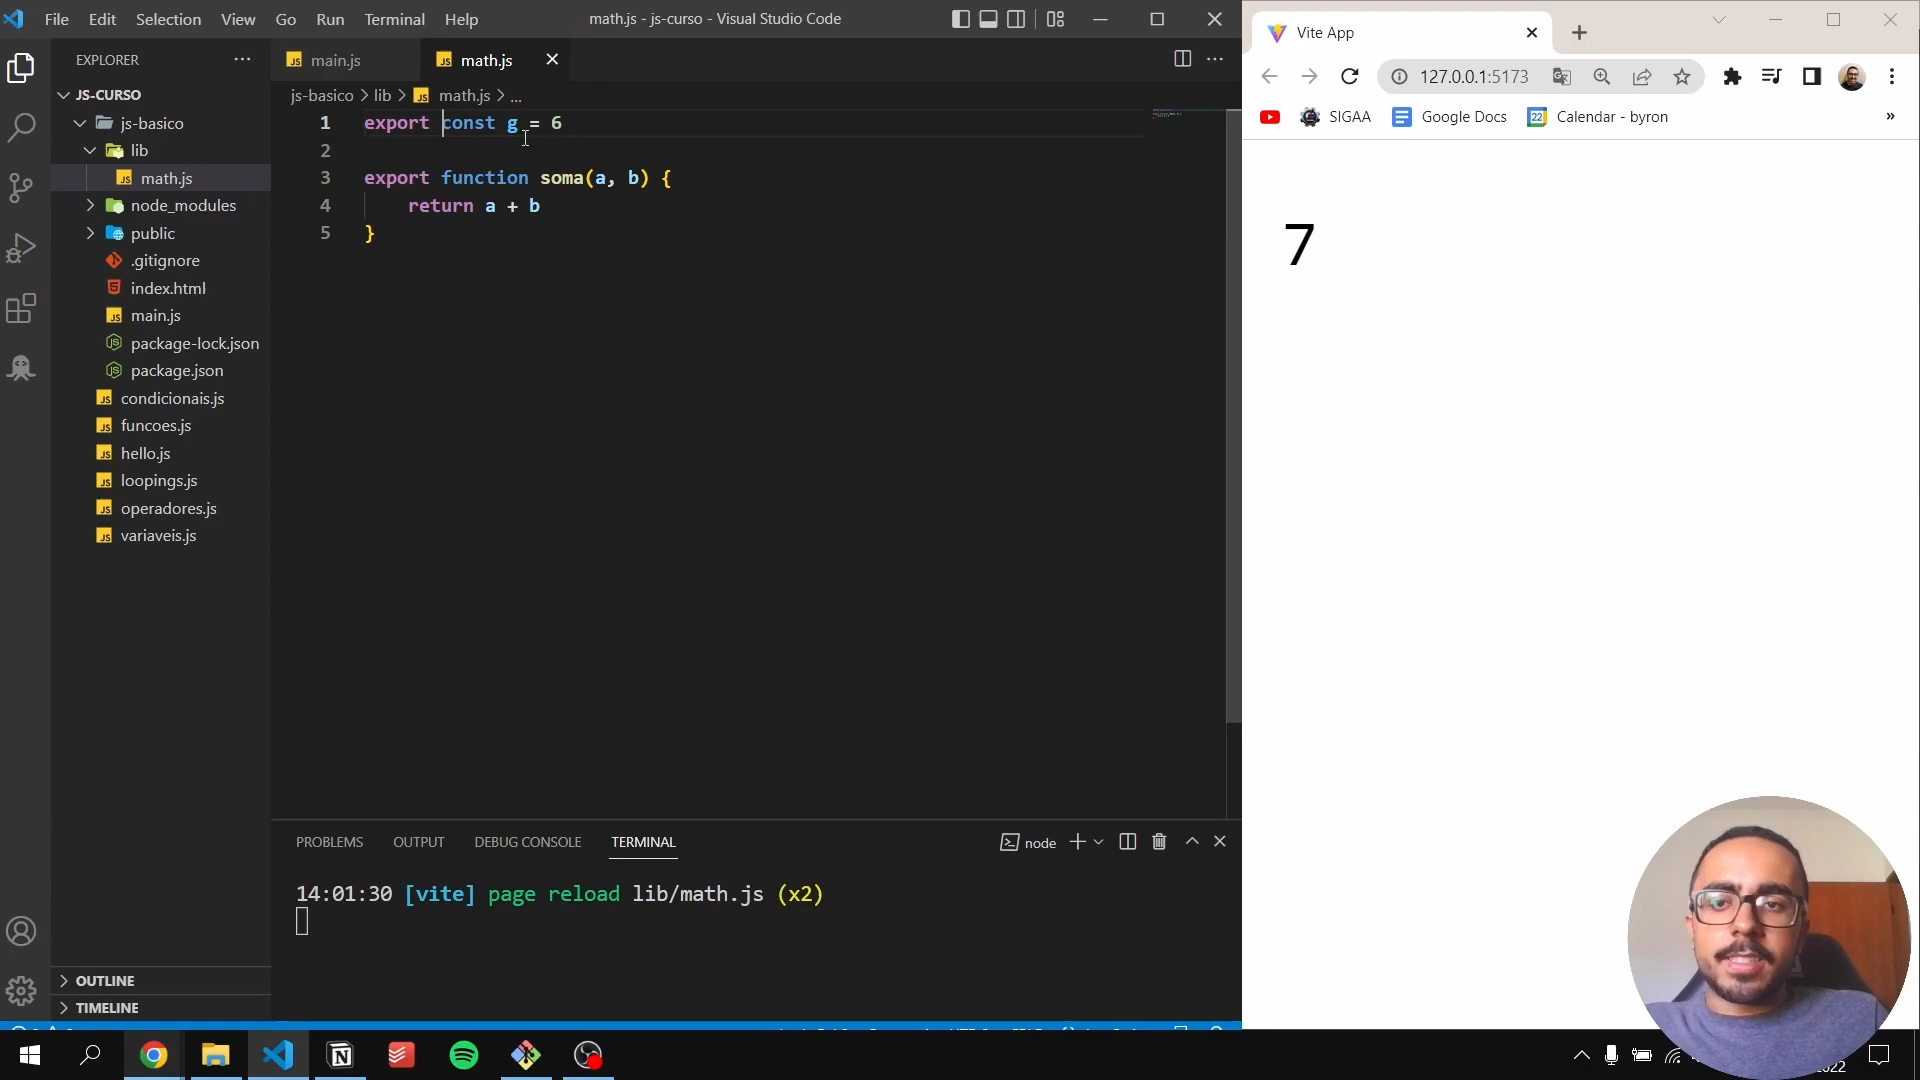 File Edit Selection View Go Run Terminal Help
math.js - js-curso - Visual Studio Code
EXPLORER
JS-CURSO
js-basico
lib
math.js
node_modules
public
.gitignore
index.html
main.js
package-lock.json
package.json
condicionais.js
funcoes.js
hello.js
loopings.js
operadores.js
variaveis.js
OUTLINE
TIMELINE
main.js
math.js
js-basico > lib > math.js > ...
1 export const g = 6
2
3 export function soma(a, b) {
4 return a + b
5 }
PROBLEMS OUTPUT DEBUG CONSOLE TERMINAL
node
14:01:30 [vite] page reload lib/math.js (x2)
Vite App
127.0.0.1:5173
SIGAA
Google Docs
Calendar - byron
7